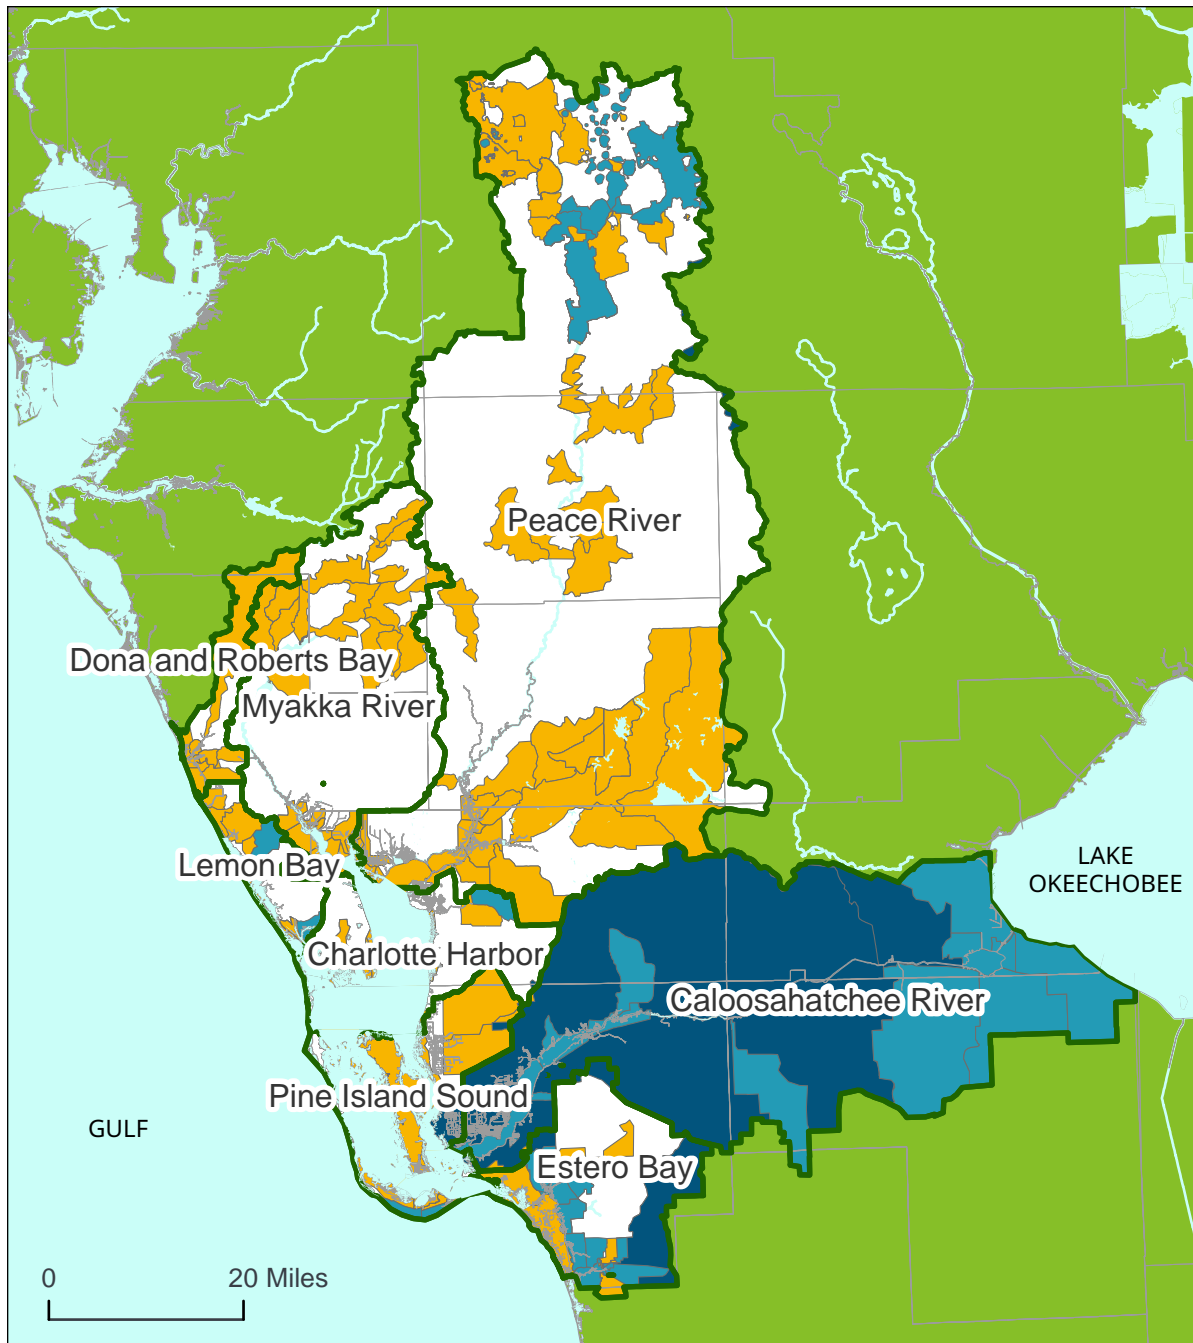 Peace River
Dona and Roberts Bay
Myakka River
Lemon Bay
LAKE
OKEECHOBEE
Charlotte Harbor
Caloosahatchee River
Pine Island Sound
GULF
Estero Bay
0 20 Miles